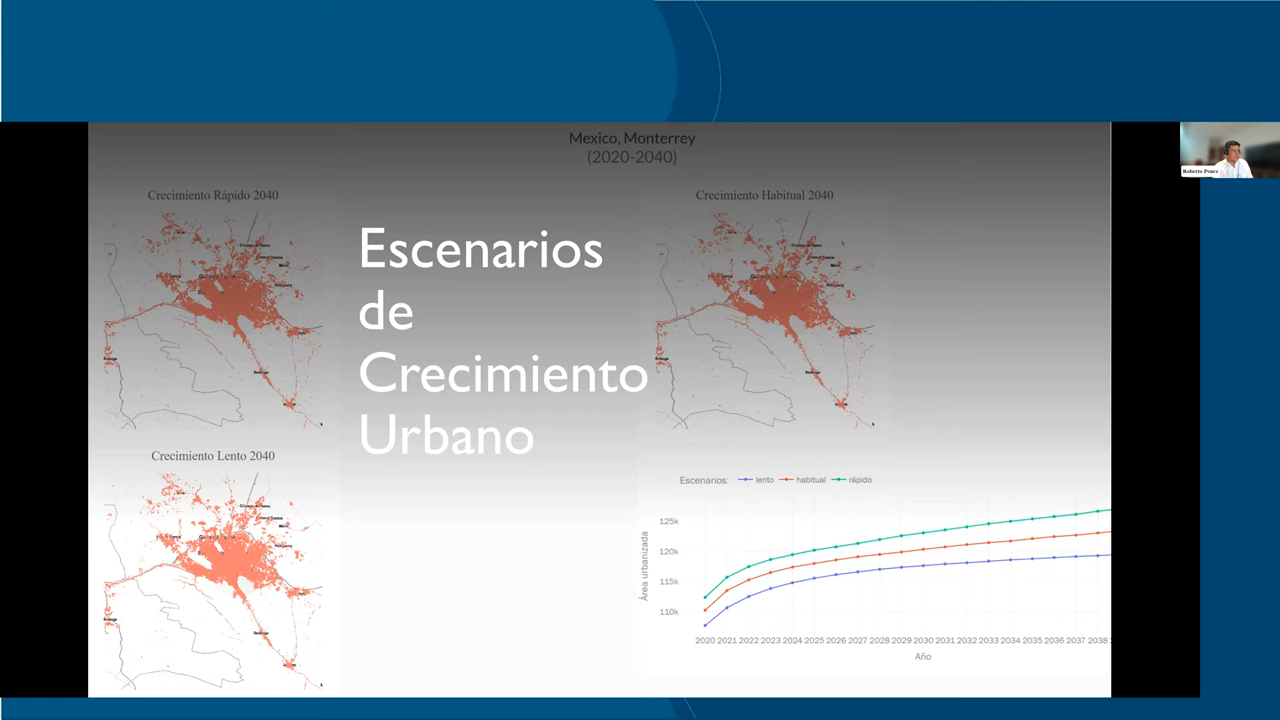 Mexico, Monterrey
(2020-2040)
Crecimiento Rápido 2040
Crecimiento Habitual 2040
Escenarios
de
Crecimiento
Urbano
Roberto Ponce
Crecimiento Lento 2040
Escenarios: lento habitual rápido
Área urbanizada
125k
120k
115k
110k
2020 2021 2022 2023 2024 2025 2026 2027 2028 2029 2030 2031 2032 2033 2034 2035 2036 2037 2038
Año